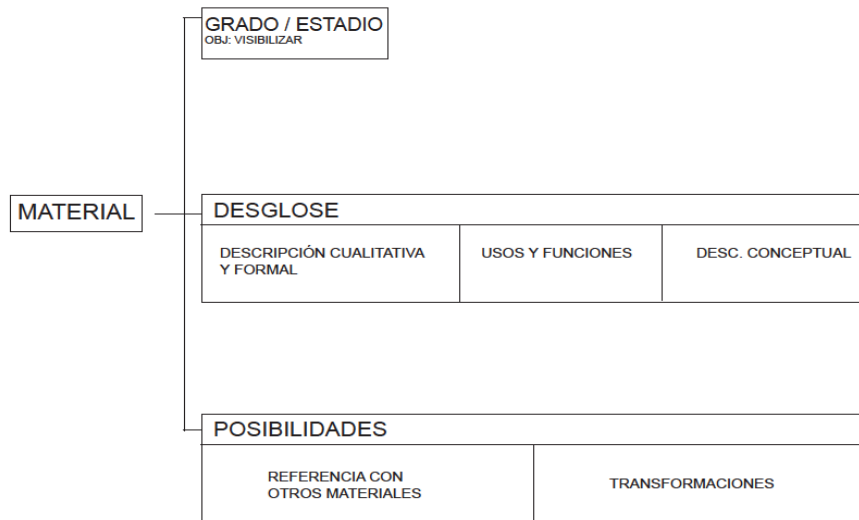 GRADO / ESTADIO
OBJ: VISIBILIZAR
MATERIAL
DESGLOSE
DESCRIPCIÓN CUALITATIVA
Y FORMAL
USOS Y FUNCIONES
DESC. CONCEPTUAL
POSIBILIDADES
REFERENCIA CON
OTROS MATERIALES
TRANSFORMACIONES